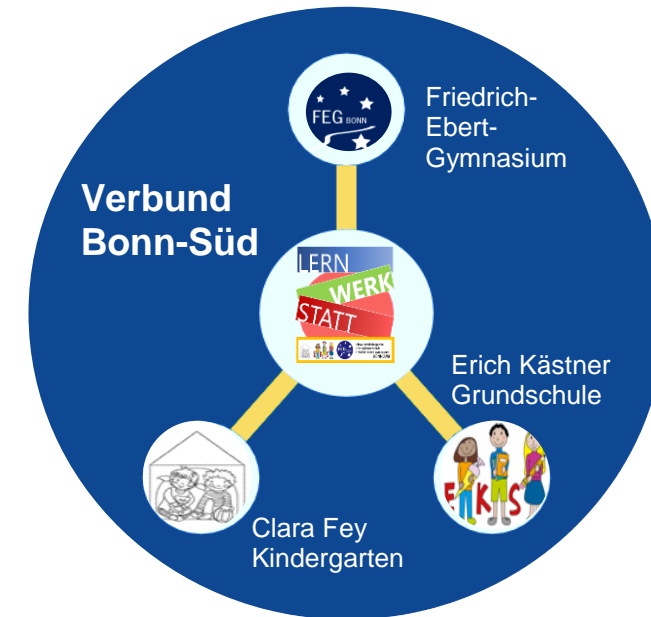 FEG BONN
Friedrich-
Ebert-
Gymnasium
Verbund
Bonn-Süd
LERN
WERK
STATT
Erich Kästner
Grundschule
EKS
Clara Fey
Kindergarten